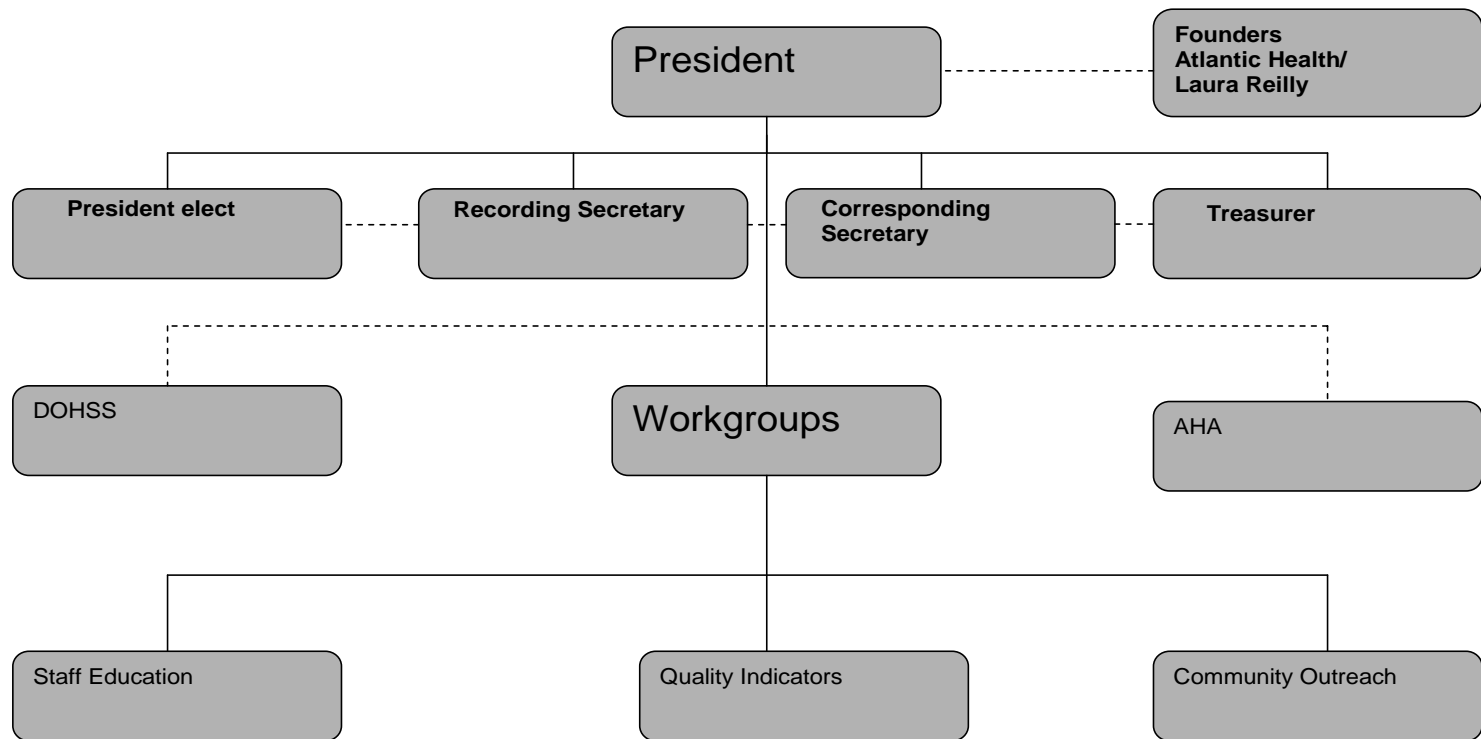 President
Founders
Atlantic Health/
Laura Reilly
President elect
Recording Secretary
Corresponding
Secretary
Treasurer
DOHSS
Workgroups
AHA
Staff Education
Quality Indicators
Community Outreach